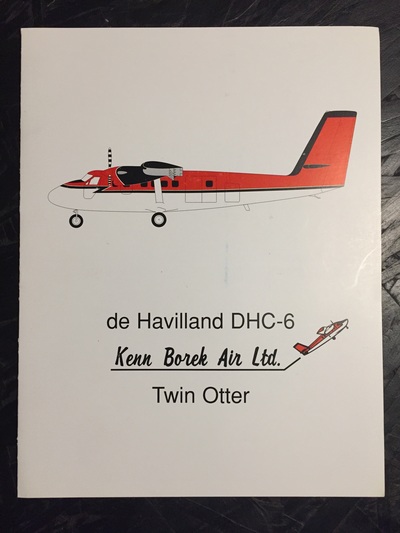 de Havilland DHC-6
Kenn Borek Air Ltd.
Twin Otter